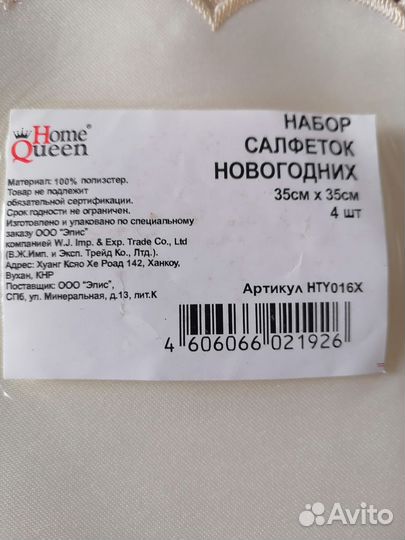 Home
Queen
НАБОР
САЛФЕТОК
НОВОГОДНИХ
35см х 35см
4 шт
Материал: 100% полиэстер.
Товар не подлежит
обязательной сертификации.
Срок годности не ограничен.
Изготовлено и упаковано по специальному
заказу ООО "Элис"
компанией W.J. Imp. & Exp. Trade Co., Ltd
(В.Ж.Имп. и Эксп. Трейд Ко., Лтд.).
Адрес: Хуанг Ксяо Хе Роад 142, Ханкоу,
Вухан, КНР
Поставщик: ООО "Элис",
СПб, ул. Минеральная, д.13, лит.К
Артикул HTY016X
4 606066 021926
Avito